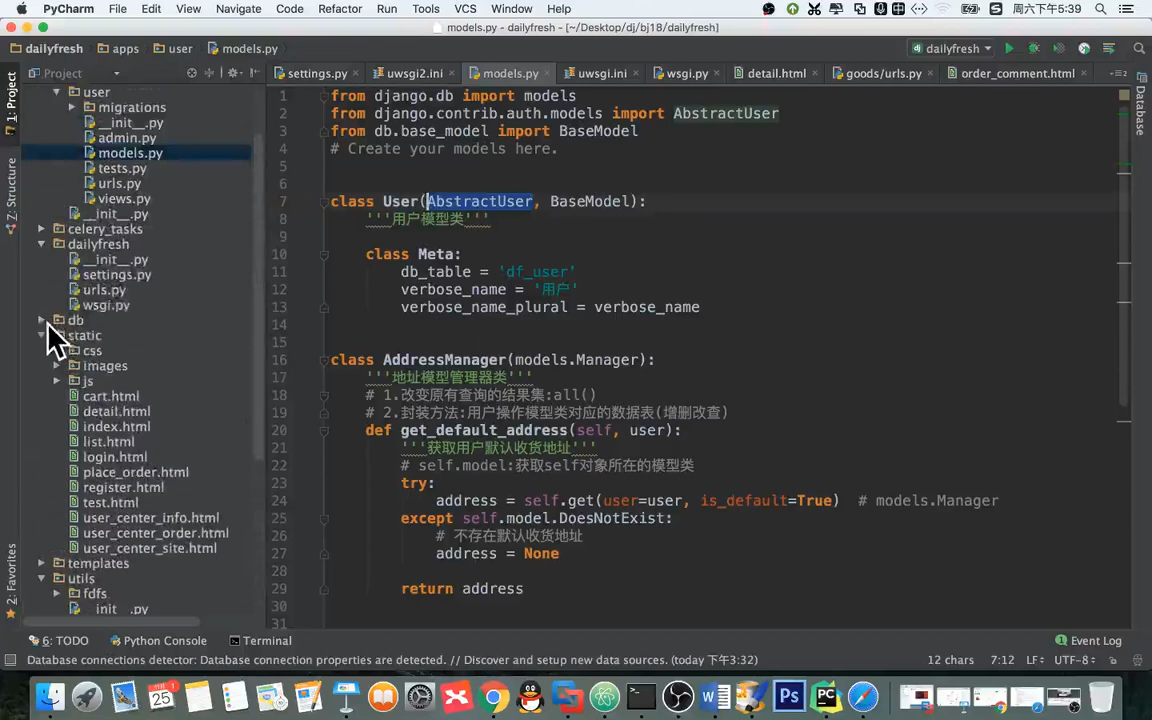 PyCharm File Edit View Navigate Code Refactor Run Tools VCS Window Help 周六下午5:39
models.py - dailyfresh - [~/Desktop/dj/bj18/dailyfresh]
dailyfresh apps user models.py dailyfresh
Project
settings.py uwsgi2.ini models.py uwsgi.ini wsgi.py detail.html goods/urls.py order_comment.html
1: Project
Z: Structure
2: Favorites
Database
user
migrations
__init__.py
admin.py
models.py
tests.py
urls.py
views.py
__init__.py
celery_tasks
dailyfresh
__init__.py
settings.py
urls.py
wsgi.py
db
static
css
images
js
cart.html
detail.html
index.html
list.html
login.html
place_order.html
register.html
test.html
user_center_info.html
user_center_order.html
user_center_site.html
templates
utils
fdfs
__init__.py
1 from django.db import models
2 from django.contrib.auth.models import AbstractUser
3 from db.base_model import BaseModel
4 # Create your models here.
5
6
7 class User(AbstractUser, BaseModel):
8 '''用户模型类'''
9
10 class Meta:
11 db_table = 'df_user'
12 verbose_name = '用户'
13 verbose_name_plural = verbose_name
14
15
16 class AddressManager(models.Manager):
17 '''地址模型管理器类'''
18 # 1.改变原有查询的结果集:all()
19 # 2.封装方法:用户操作模型类对应的数据表(增删改查)
20 def get_default_address(self, user):
21 '''获取用户默认收货地址'''
22 # self.model:获取self对象所在的模型类
23 try:
24 address = self.get(user=user, is_default=True) # models.Manager
25 except self.model.DoesNotExist:
26 # 不存在默认收货地址
27 address = None
28
29 return address
30
31
6: TODO Python Console Terminal 1 Event Log
Database connections detector: Database connection properties are detected. // Discover and setup new data sources. (today 下午3:32) 12 chars 7:12 LF÷ UTF-8÷